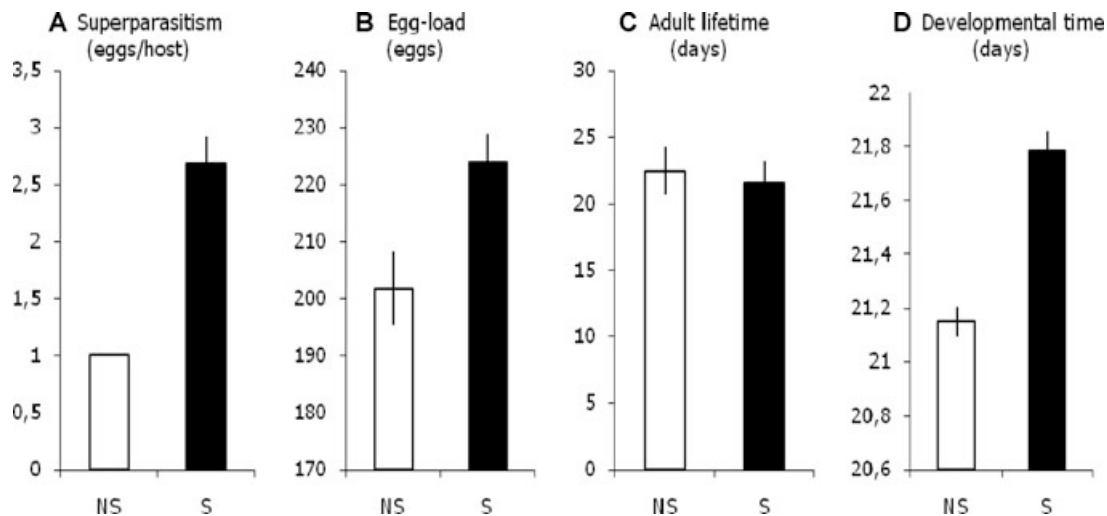 A Superparasitism
(eggs/host)
3,5
3
2,5
2
1,5
1
0,5
0
NS S
B Egg-load
(eggs)
240
230
220
210
200
190
180
170
NS S
C Adult lifetime
(days)
30
25
20
15
10
5
0
NS S
D Developmental time
(days)
22
21,8
21,6
21,4
21,2
21
20,8
20,6
NS S